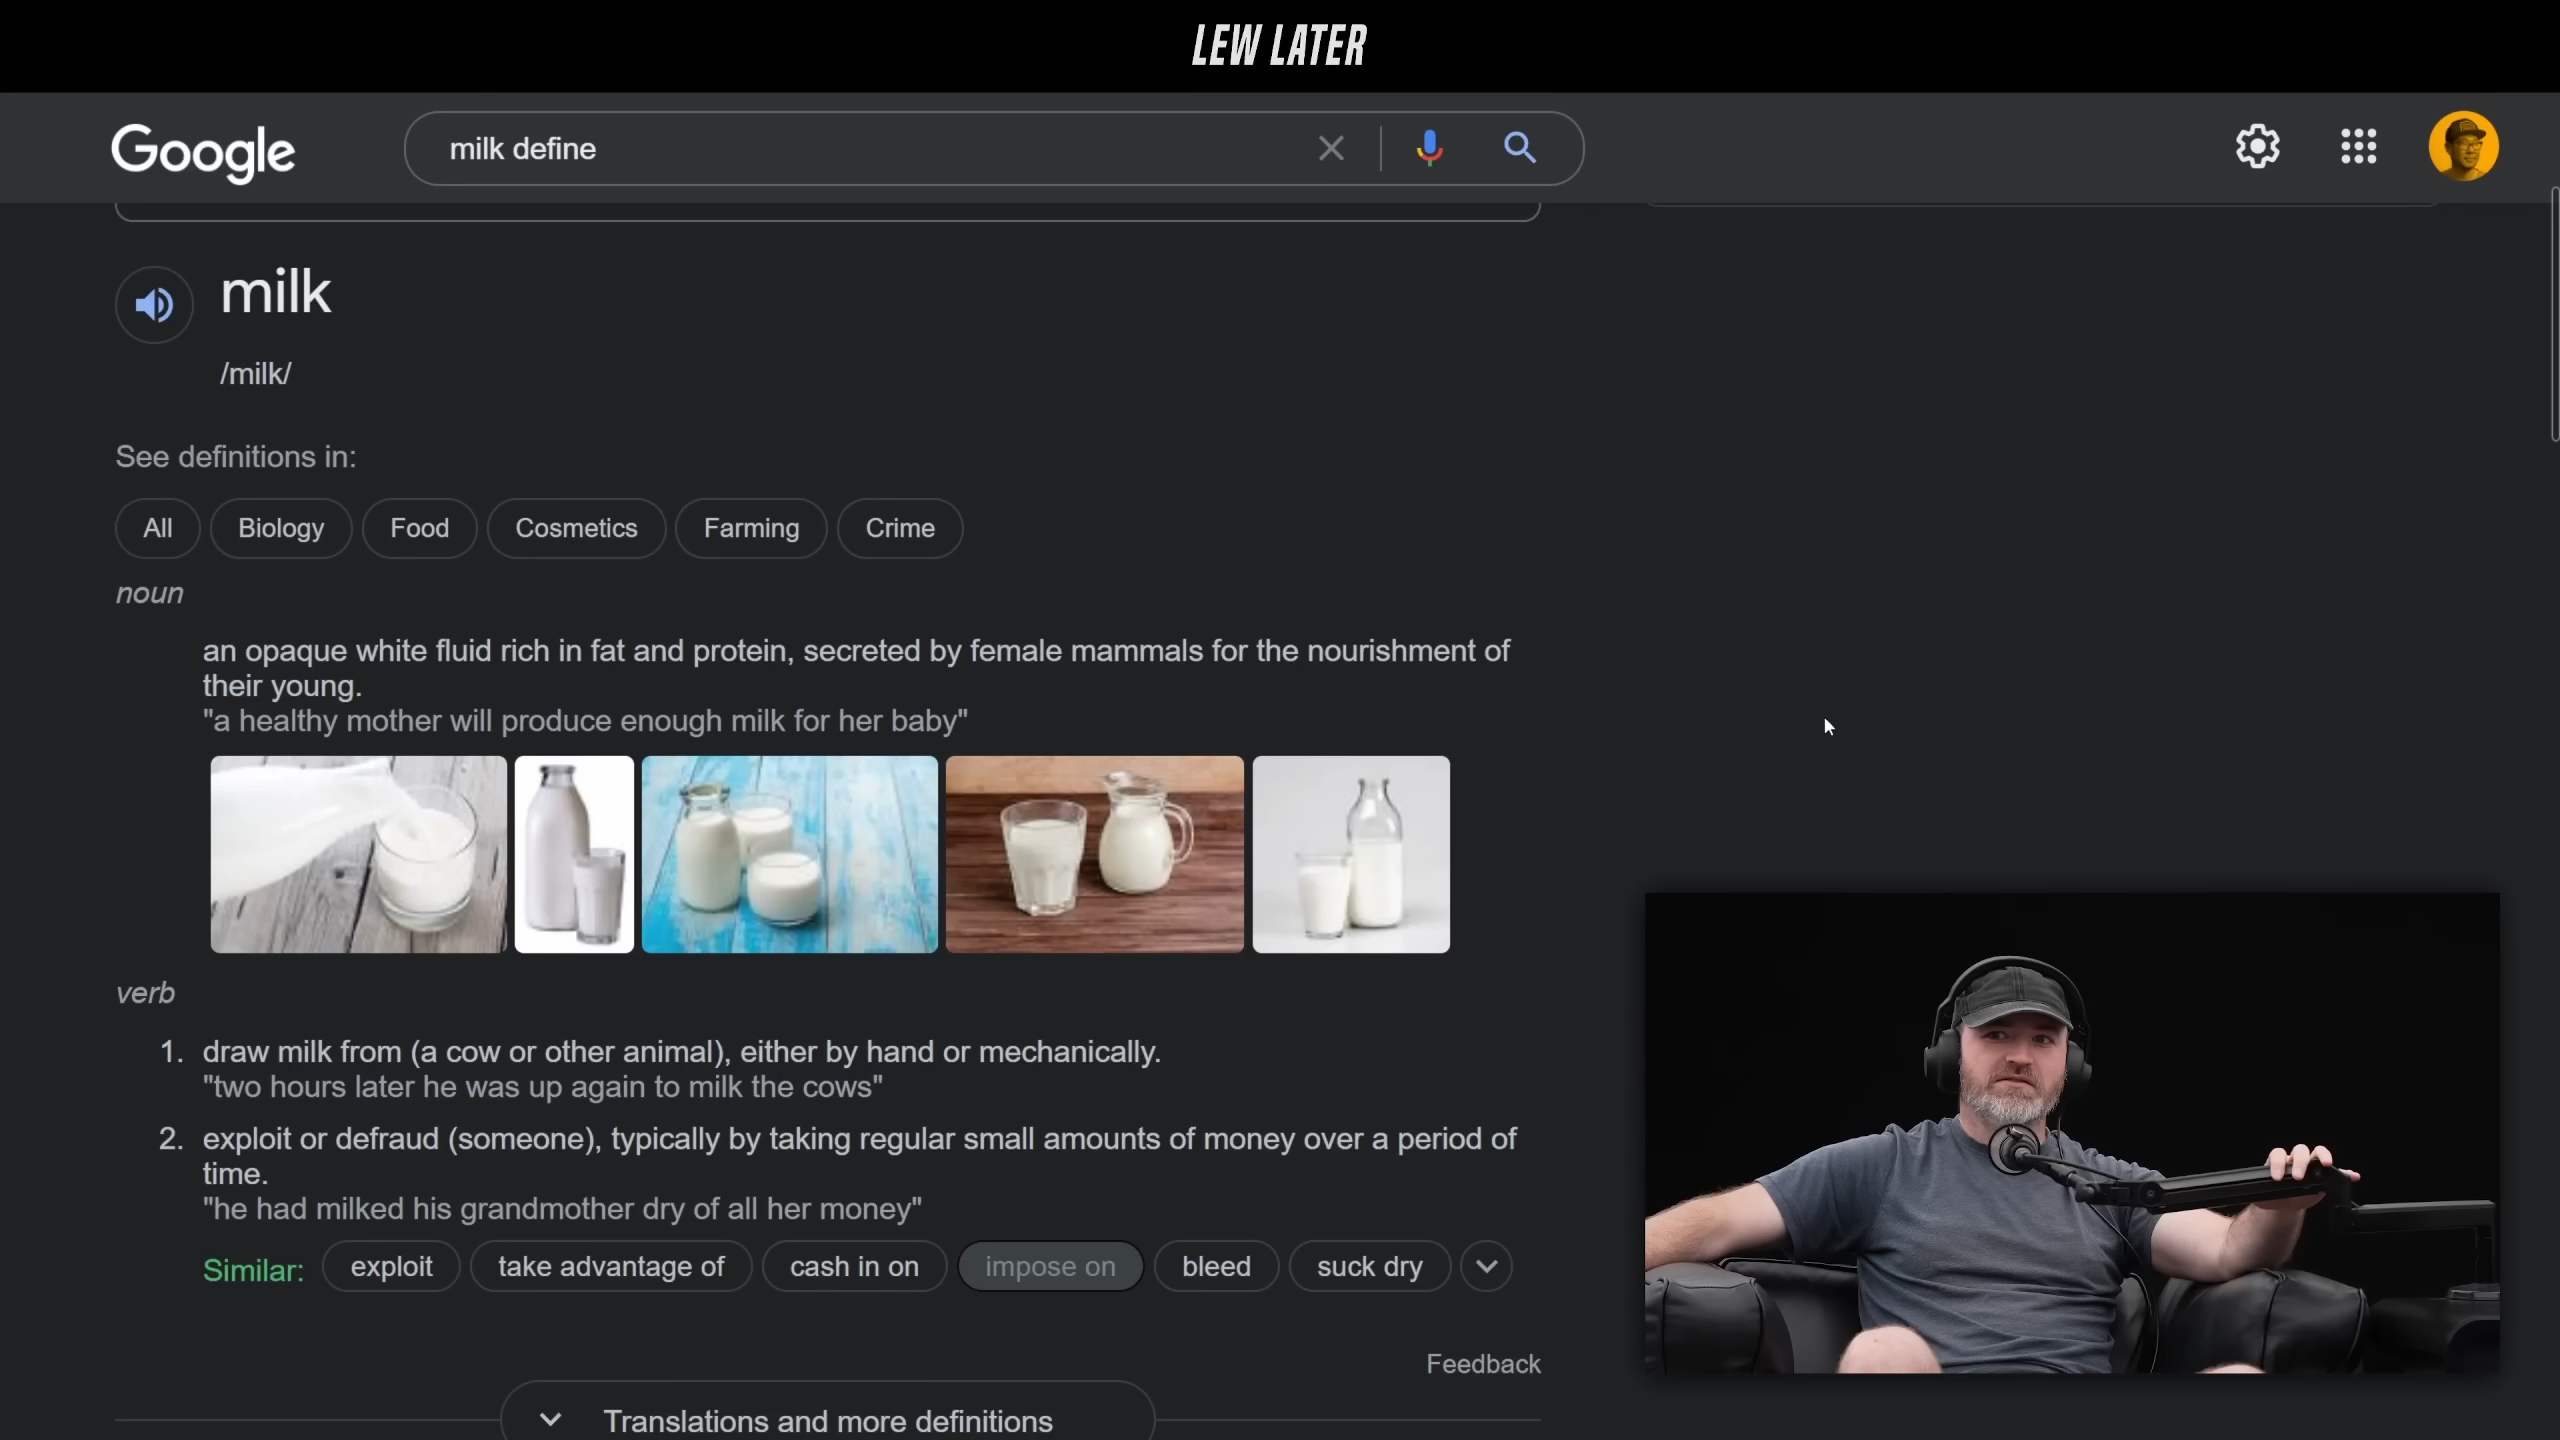 LEW LATER
Google
milk define
milk
/milk/
See definitions in:
All
Biology
Food
Cosmetics
Farming
Crime
noun
an opaque white fluid rich in fat and protein, secreted by female mammals for the nourishment of
their young.
"a healthy mother will produce enough milk for her baby"
verb
1. draw milk from (a cow or other animal), either by hand or mechanically.
"two hours later he was up again to milk the cows"
2. exploit or defraud (someone), typically by taking regular small amounts of money over a period of
time.
"he had milked his grandmother dry of all her money"
Similar:
exploit
take advantage of
cash in on
impose on
bleed
suck dry
Feedback
Translations and more definitions